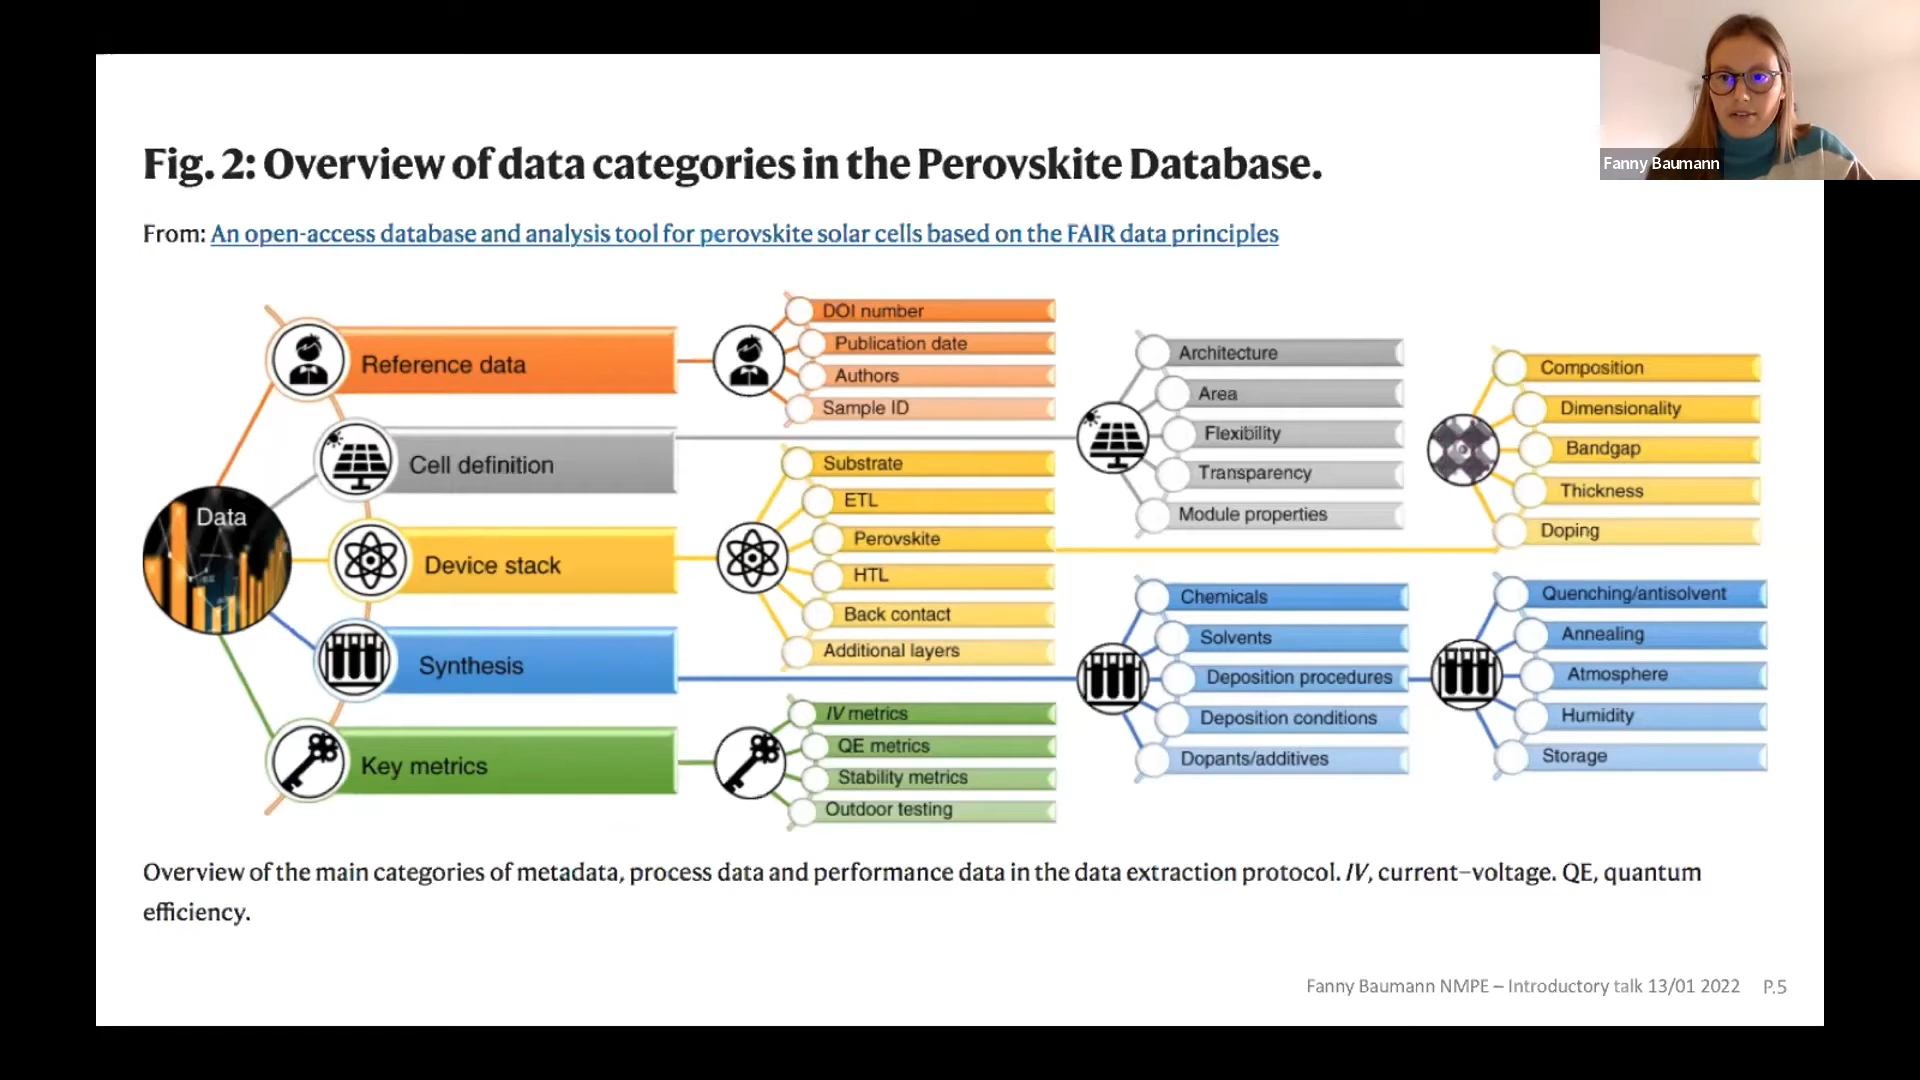 Fanny Baumann
Fig. 2: Overview of data categories in the Perovskite Database.
From: An open-access database and analysis tool for perovskite solar cells based on the FAIR data principles
Data
Reference data
Cell definition
Device stack
Synthesis
Key metrics
DOI number
Publication date
Authors
Sample ID
Substrate
ETL
Perovskite
HTL
Back contact
Additional layers
IV metrics
QE metrics
Stability metrics
Outdoor testing
Architecture
Area
Flexibility
Transparency
Module properties
Chemicals
Solvents
Deposition procedures
Deposition conditions
Dopants/additives
Composition
Dimensionality
Bandgap
Thickness
Doping
Quenching/antisolvent
Annealing
Atmosphere
Humidity
Storage
Overview of the main categories of metadata, process data and performance data in the data extraction protocol. IV, current–voltage. QE, quantum
efficiency.
Fanny Baumann NMPE – Introductory talk 13/01 2022 P.5